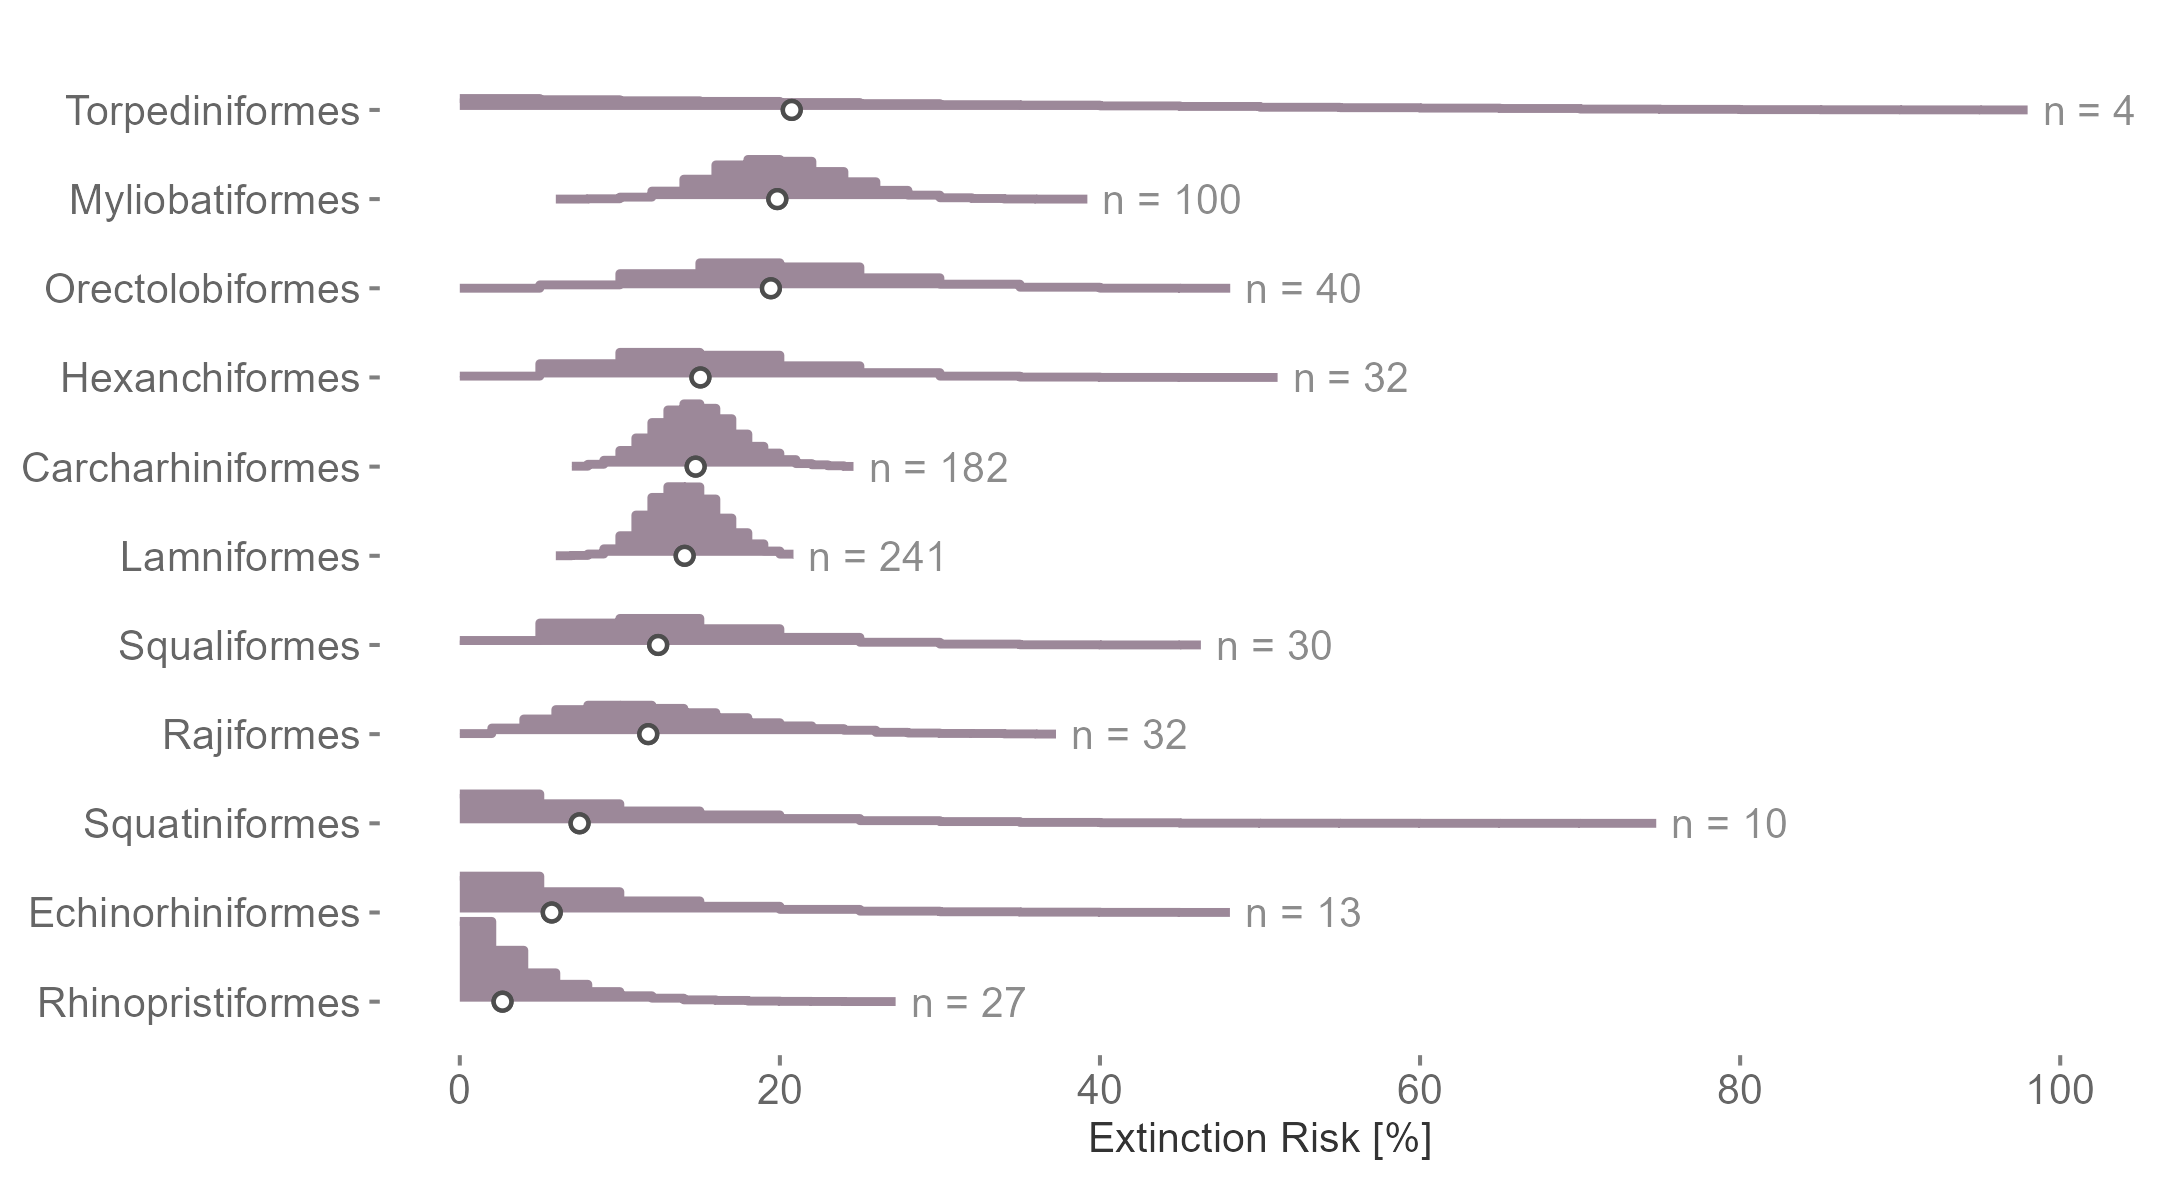 Torpediniformes n = 4
Myliobatiformes n = 100
Orectolobiformes n = 40
Hexanchiformes n = 32
Carcharhiniformes n = 182
Lamniformes n = 241
Squaliformes n = 30
Rajiformes n = 32
Squatiniformes n = 10
Echinorhiniformes n = 13
Rhinopristiformes n = 27
0 20 40 60 80 100
Extinction Risk [%]